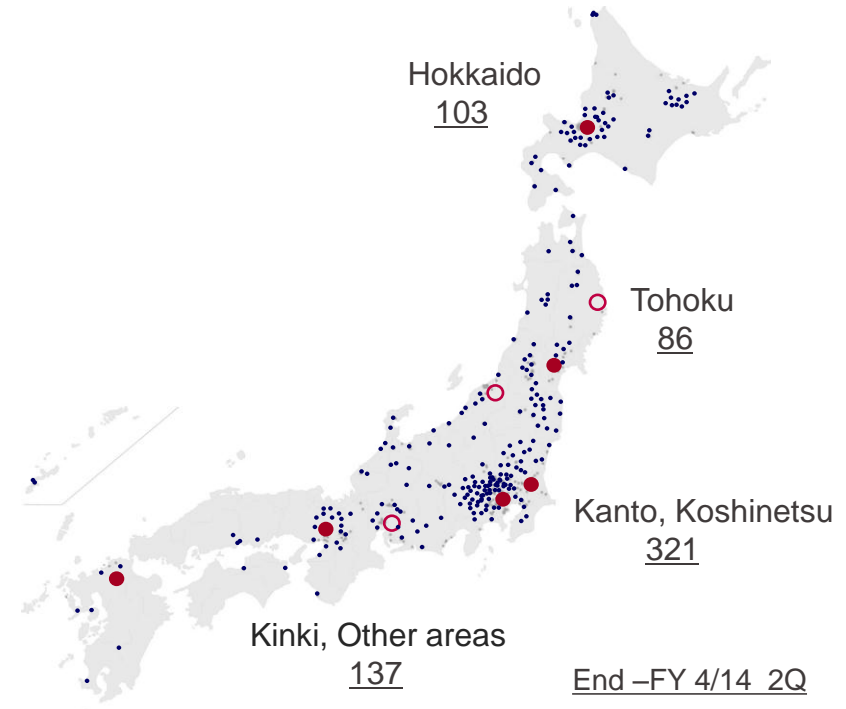 Hokkaido
103
Tohoku
86
Kanto, Koshinetsu
321
Kinki, Other areas
137
End –FY 4/14  2Q